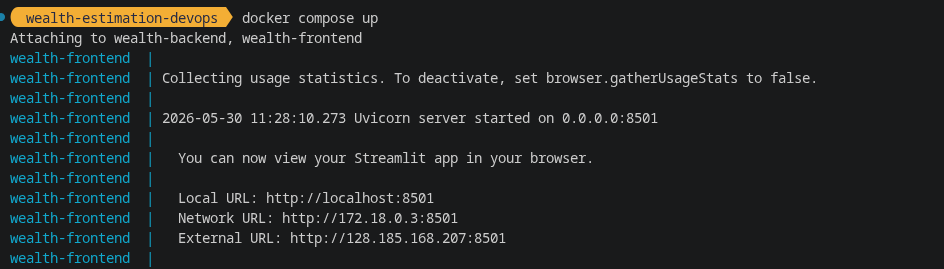 wealth-estimation-devops docker compose up
Attaching to wealth-backend, wealth-frontend
wealth-frontend |
wealth-frontend | Collecting usage statistics. To deactivate, set browser.gatherUsageStats to false.
wealth-frontend |
wealth-frontend | 2026-05-30 11:28:10.273 Uvicorn server started on 0.0.0.0:8501
wealth-frontend |
wealth-frontend | You can now view your Streamlit app in your browser.
wealth-frontend |
wealth-frontend | Local URL: http://localhost:8501
wealth-frontend | Network URL: http://172.18.0.3:8501
wealth-frontend | External URL: http://128.185.168.207:8501
wealth-frontend |